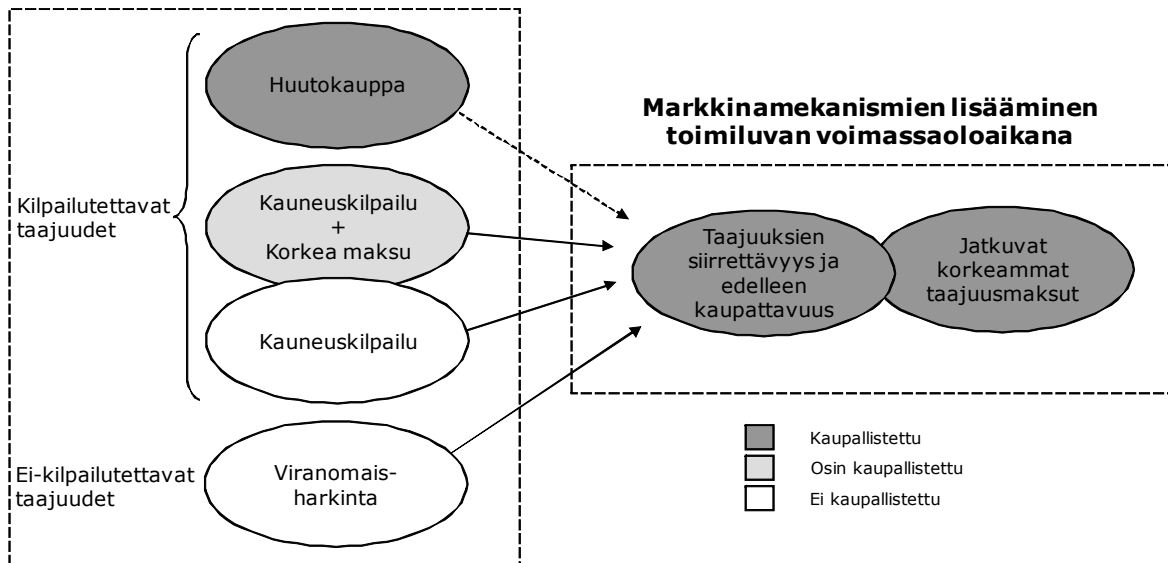 Huutokauppa
Kilpailutettavat
taajuudet
Kauneuskilpailu
+
Korkea maksu
Kauneuskilpailu
Ei-kilpailutettavat
taajuudet
Viranomais-
harkinta
Markkinamekanismien lisääminen
toimiluvan voimassaoloaikana
Taajuuksien
siirrettävyys ja
edelleen
kaupattavuus
Jatkuvat
korkeammat
taajuusmaksut
Kaupallistettu
Osin kaupallistettu
Ei kaupallistettu